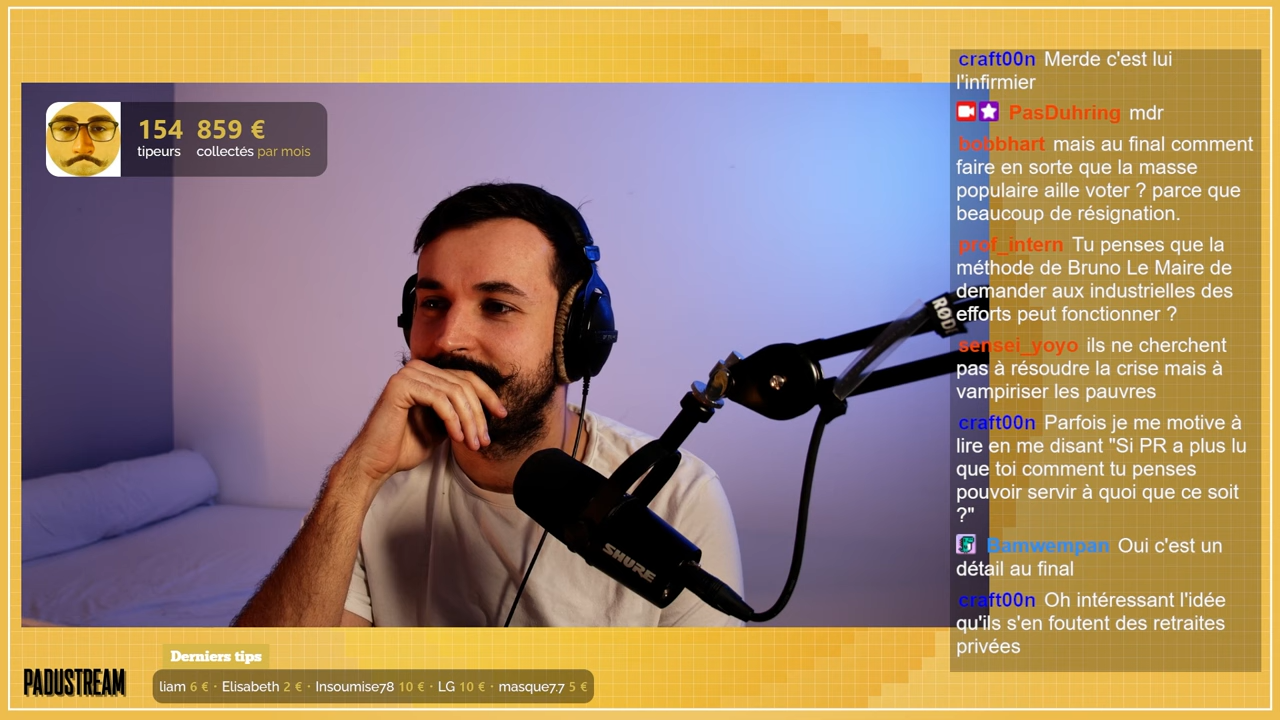 154 859 €
tipeurs collectés par mois
craft00n Merde c'est lui
l'infirmier
PasDuhring mdr
bobbhart mais au final comment
faire en sorte que la masse
populaire aille voter ? parce que
beaucoup de résignation.
prof_intern Tu penses que la
méthode de Bruno Le Maire de
demander aux industrielles des
efforts peut fonctionner ?
sensei_yoyo ils ne cherchent
pas à résoudre la crise mais à
vampiriser les pauvres
craft00n Parfois je me motive à
lire en me disant "Si PR a plus lu
que toi comment tu penses
pouvoir servir à quoi que ce soit
?"
Bamwempan Oui c'est un
détail au final
craft00n Oh intéressant l'idée
qu'ils s'en foutent des retraites
privées
RØDE
SHURE
Derniers tips
PADUSTREAM
liam 6 € · Elisabeth 2 € · Insoumise78 10 € · LG 10 € · masque7.7 5 €